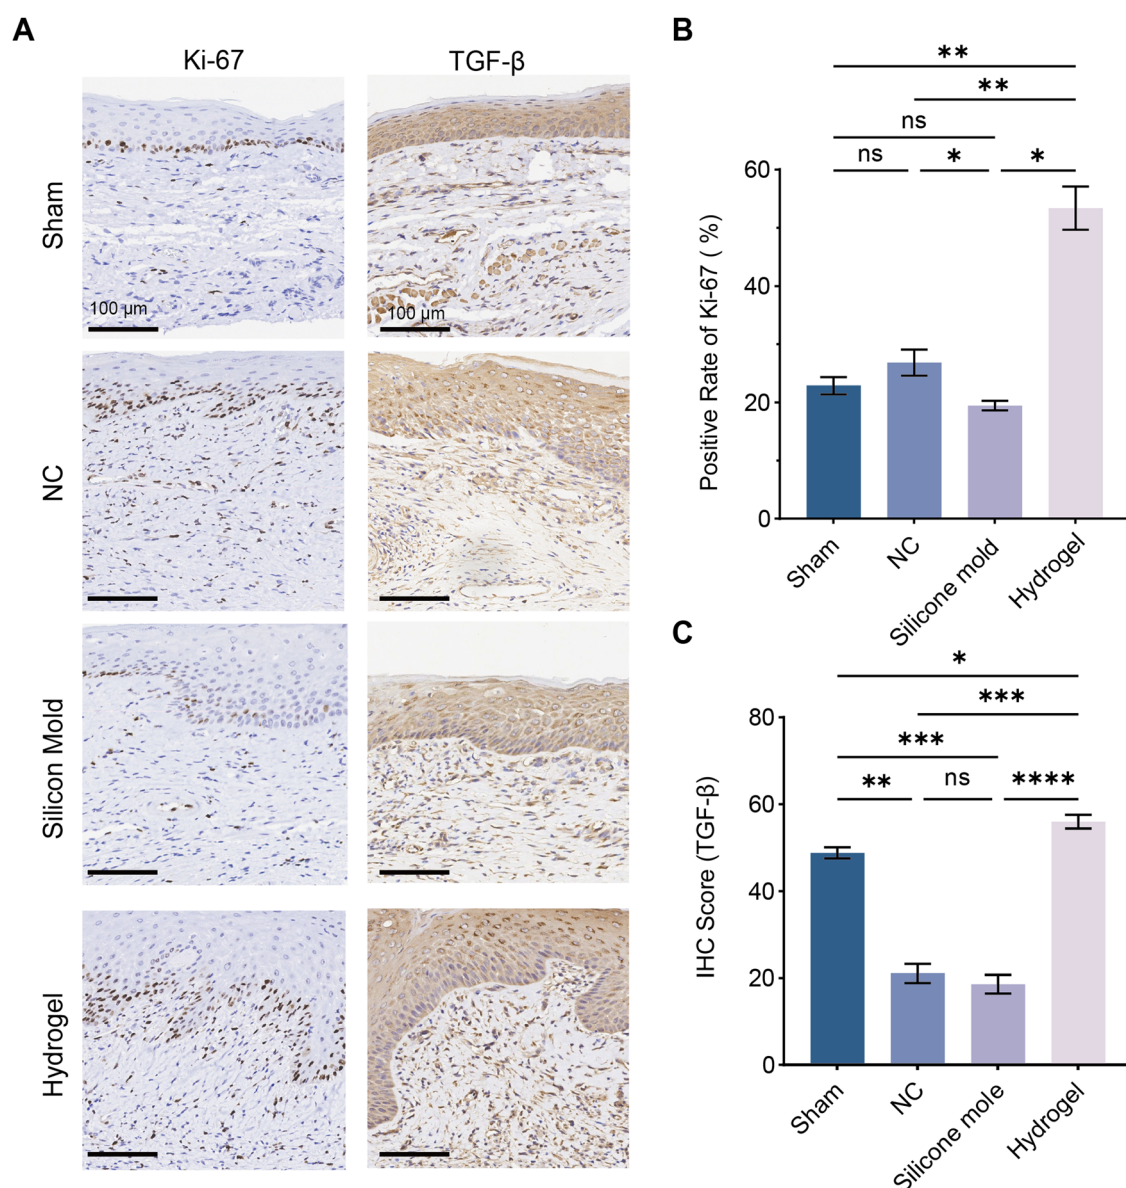 A
Ki-67
TGF-β
Sham
100 µm
100 µm
NC
Silicon Mold
Hydrogel
B
**
**
ns
ns
*
*
Positive Rate of Ki-67 ( %)
60
40
20
0
Sham
NC
Silicone mold
Hydrogel
C
*
***
***
**
ns
****
IHC Score (TGF-β)
80
60
40
20
0
Sham
NC
Silicone mole
Hydrogel